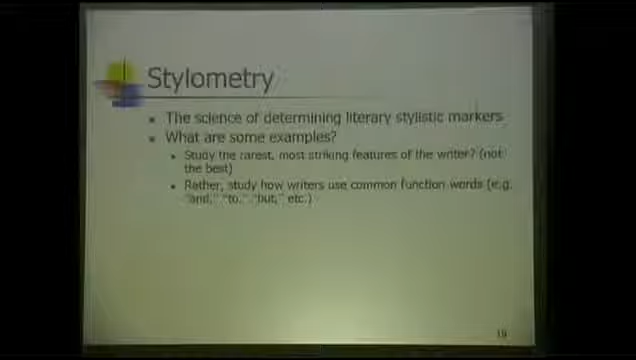 Stylometry
The science of determining literary stylistic markers
What are some examples?
Study the rarest, most striking features of the writer? (not
the best)
Rather, study how writers use common function words (e.g.
"and," "to," "but," etc.)